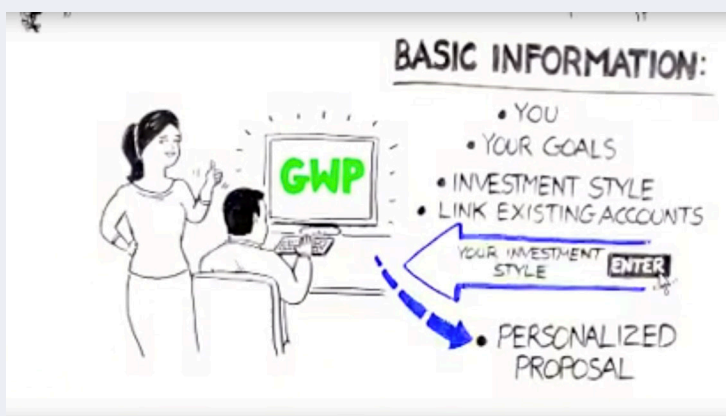 BASIC INFORMATION:
• YOU
• YOUR GOALS
• INVESTMENT STYLE
• LINK EXISTING ACCOUNTS
GWP
YOUR INVESTMENT
STYLE
ENTER
• PERSONALIZED
PROPOSAL